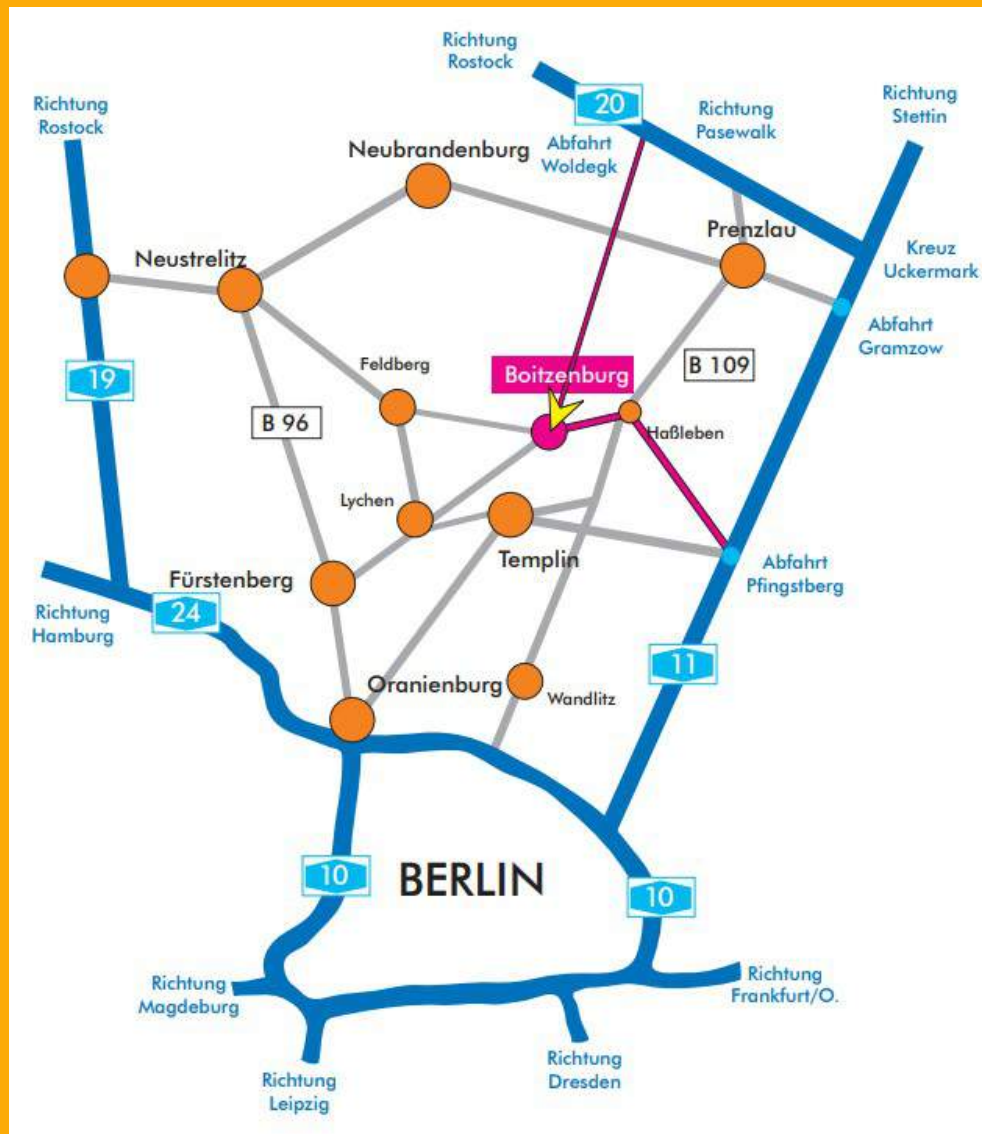 Richtung
Rostock
Richtung
Rostock
20
Richtung
Pasewalk
Richtung
Stettin
Abfahrt
Woldegk
Neubrandenburg
Prenzlau
Neustrelitz
Kreuz
Uckermark
Abfahrt
Gramzow
Feldberg
Boitzenburg
B 109
19
B 96
Haßleben
Lychen
Templin
Fürstenberg
Abfahrt
Pfingstberg
Richtung
Hamburg
24
11
Oranienburg
Wandlitz
10
BERLIN
10
Richtung
Magdeburg
Richtung
Frankfurt/O.
Richtung
Leipzig
Richtung
Dresden